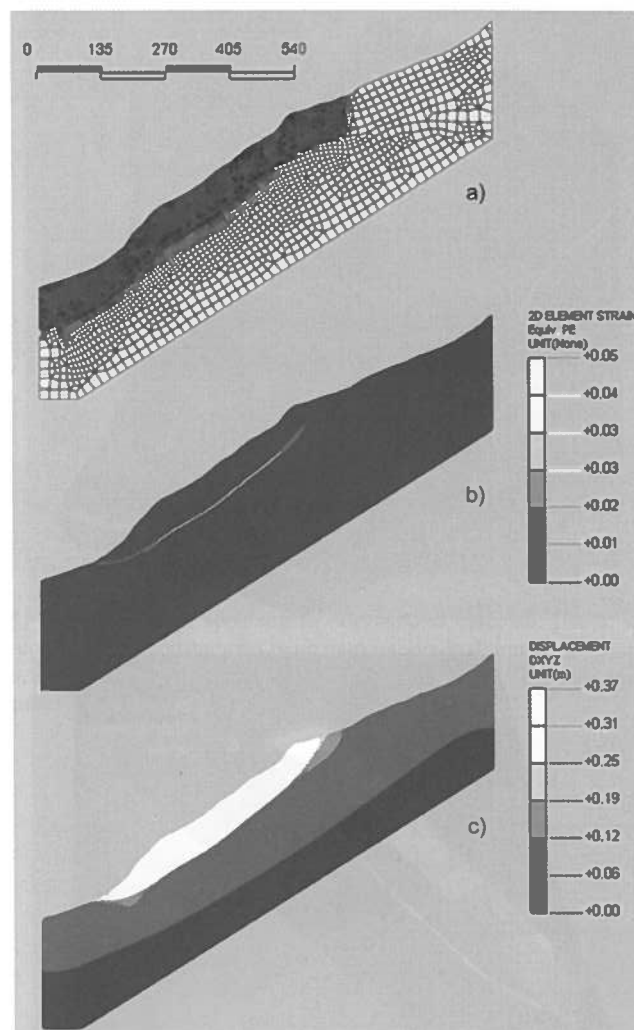 0 135 270 405 540
a)
2D ELEMENT STRAIN
Equiv PE
UNIT(None)
+0.05
+0.04
+0.03
+0.03
+0.02
+0.01
+0.00
b)
DISPLACEMENT
DXYZ
UNIT(m)
+0.37
+0.31
+0.25
+0.19
+0.12
+0.06
+0.00
c)